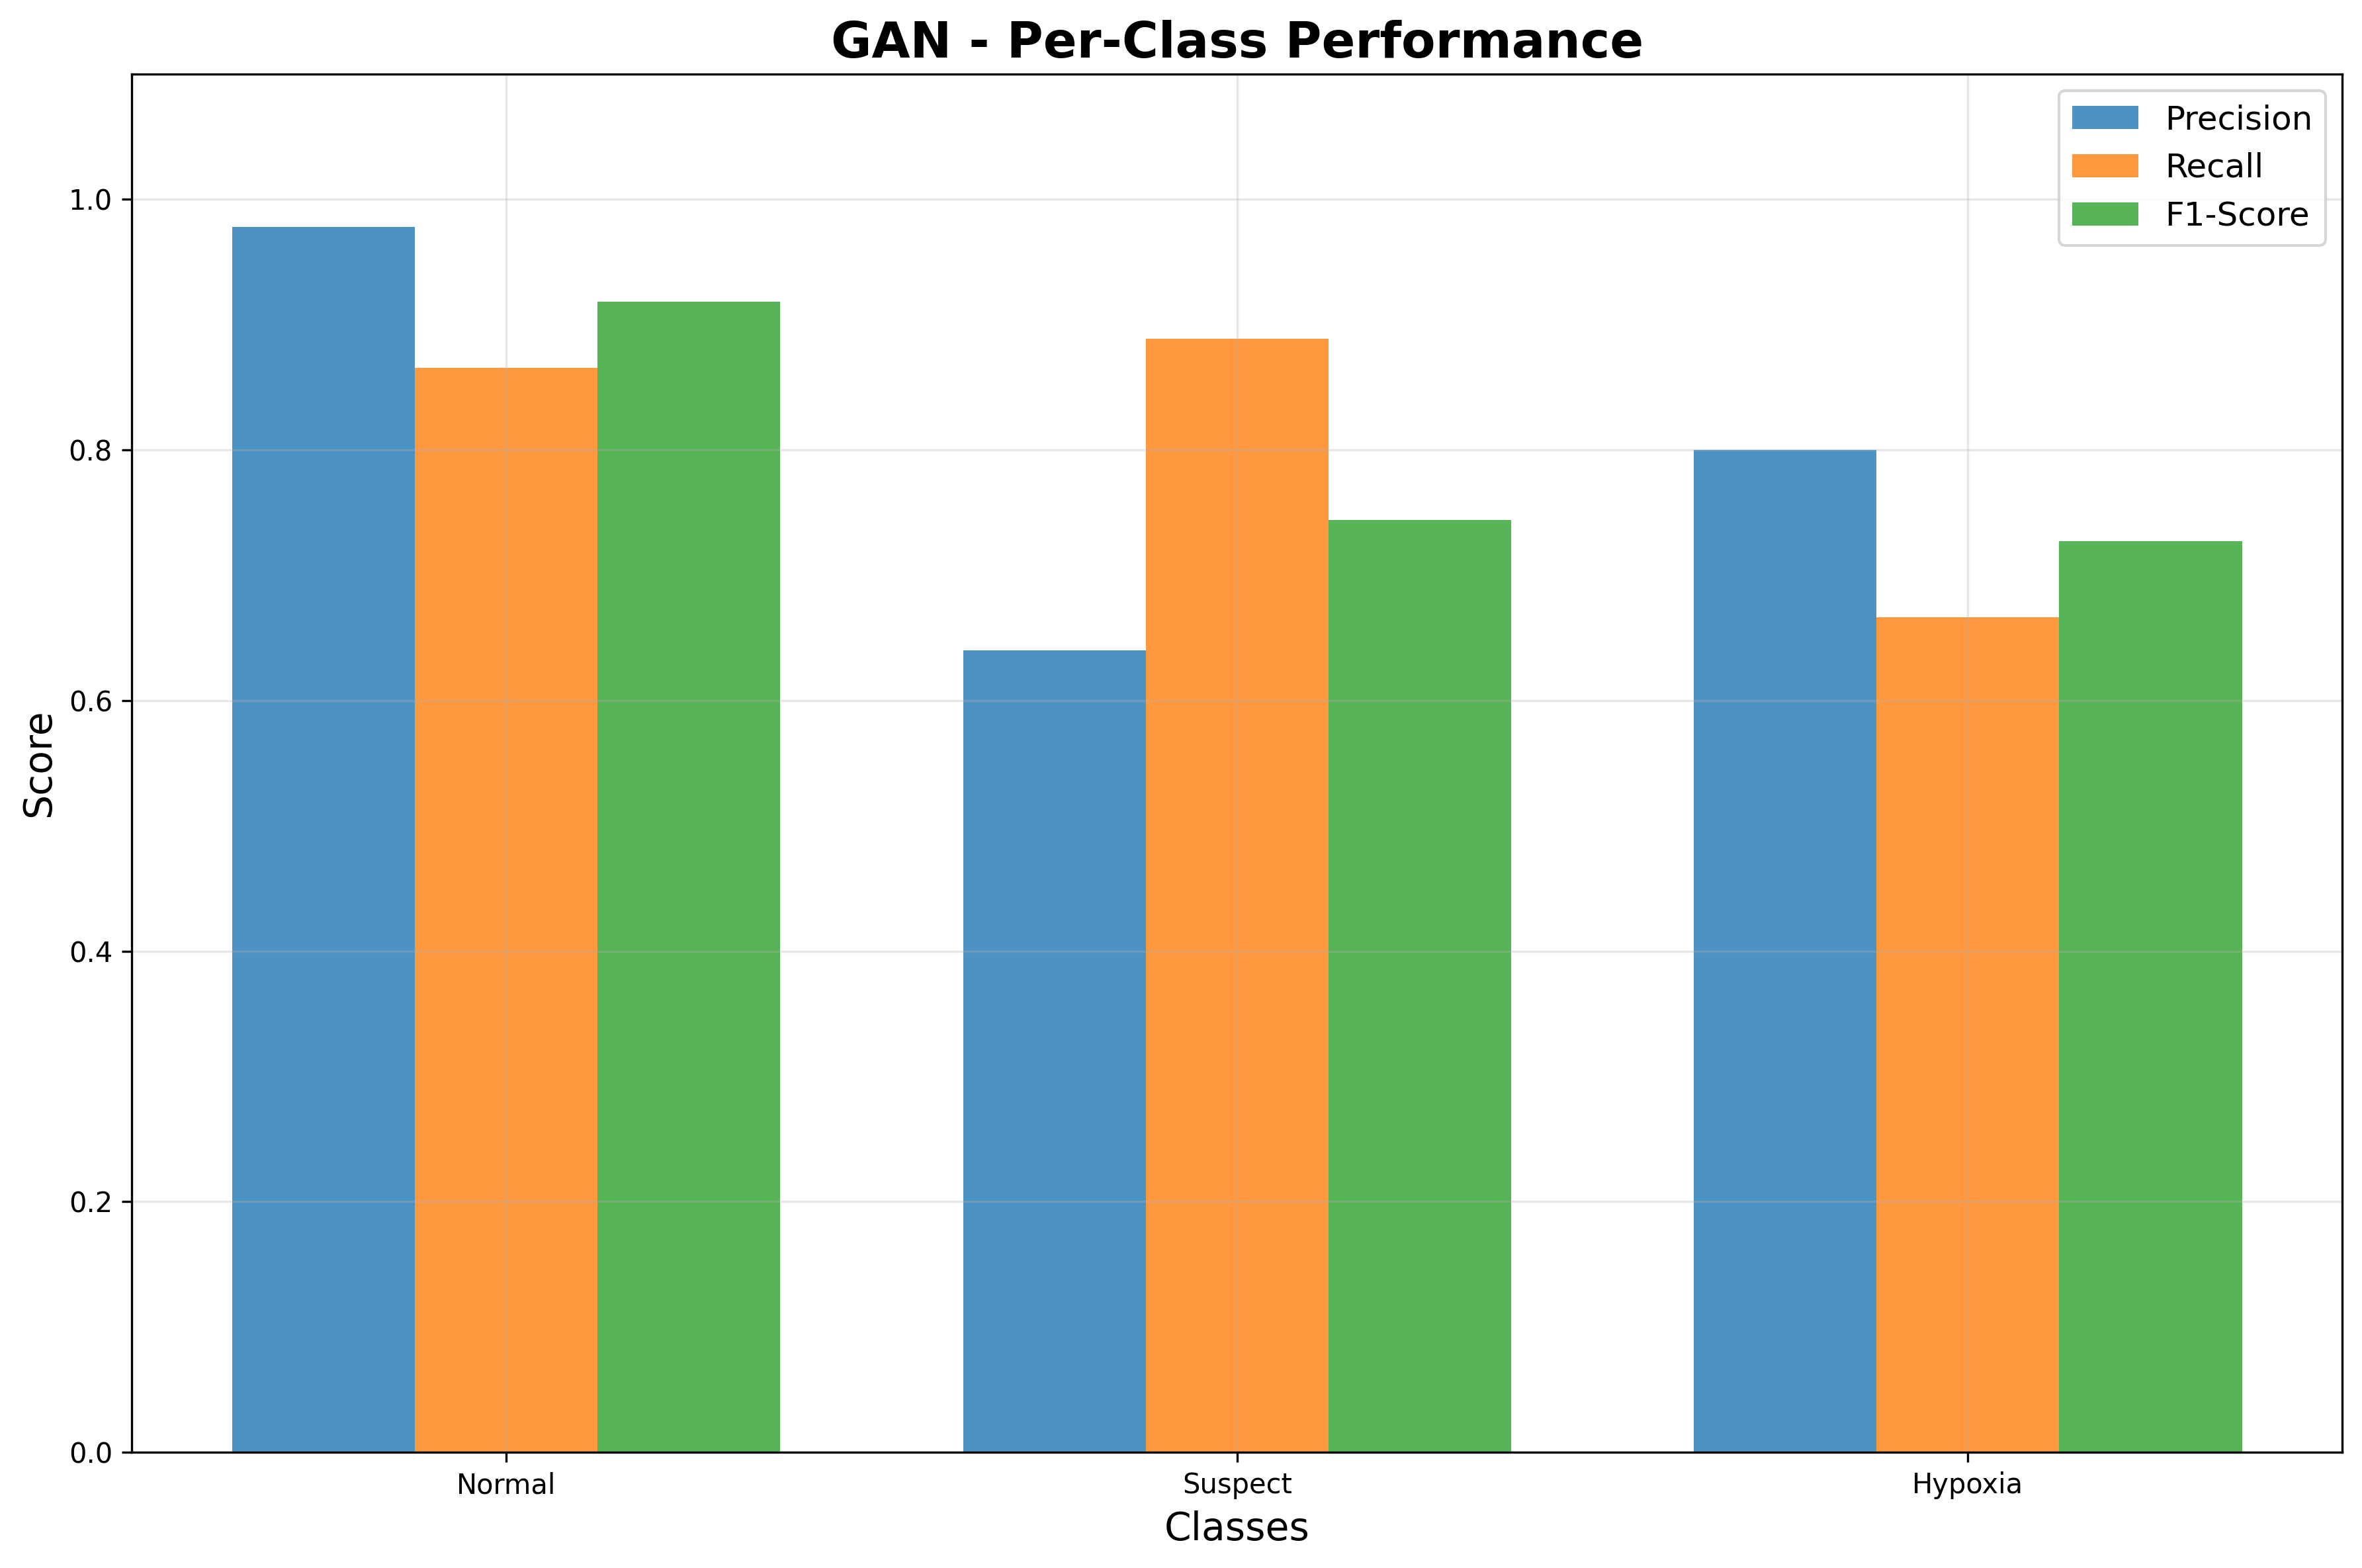 GAN - Per-Class Performance
Precision
Recall
F1-Score
1.0
0.8
0.6
0.4
0.2
0.0
Score
Normal
Suspect
Hypoxia
Classes